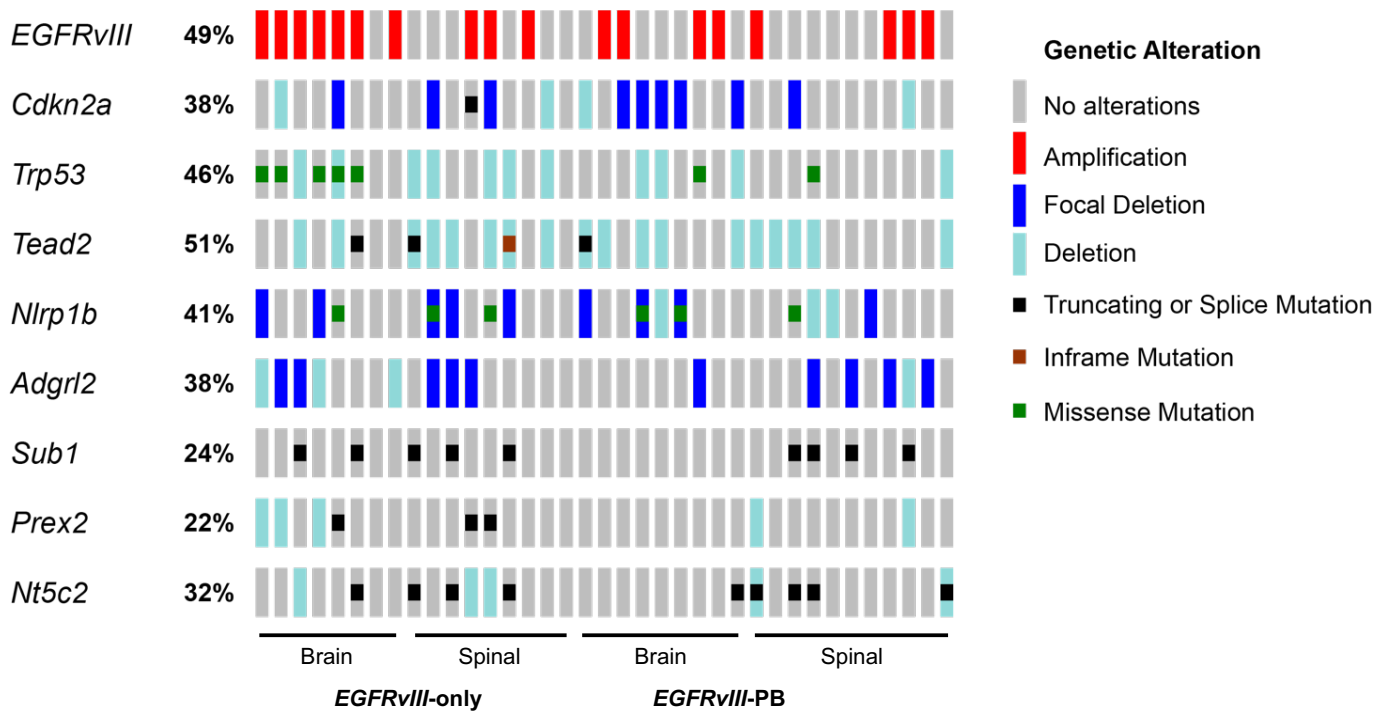 EGFRvIII 49%
Cdkn2a 38%
Trp53 46%
Tead2 51%
Nlrp1b 41%
Adgrl2 38%
Sub1 24%
Prex2 22%
Nt5c2 32%
Brain Spinal Brain Spinal
EGFRvIII-only EGFRvIII-PB
Genetic Alteration
No alterations
Amplification
Focal Deletion
Deletion
Truncating or Splice Mutation
Inframe Mutation
Missense Mutation